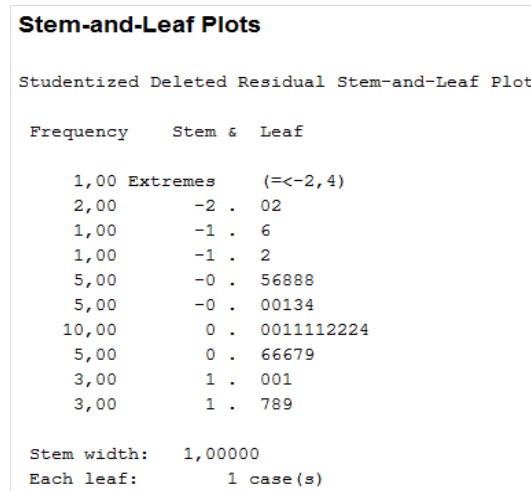 Stem-and-Leaf Plots
Studentized Deleted Residual Stem-and-Leaf Plot
Frequency Stem & Leaf
1,00 Extremes (=<-2,4)
2,00 -2 . 02
1,00 -1 . 6
1,00 -1 . 2
5,00 -0 . 56888
5,00 -0 . 00134
10,00 0 . 0011112224
5,00 0 . 66679
3,00 1 . 001
3,00 1 . 789
Stem width: 1,00000
Each leaf: 1 case(s)